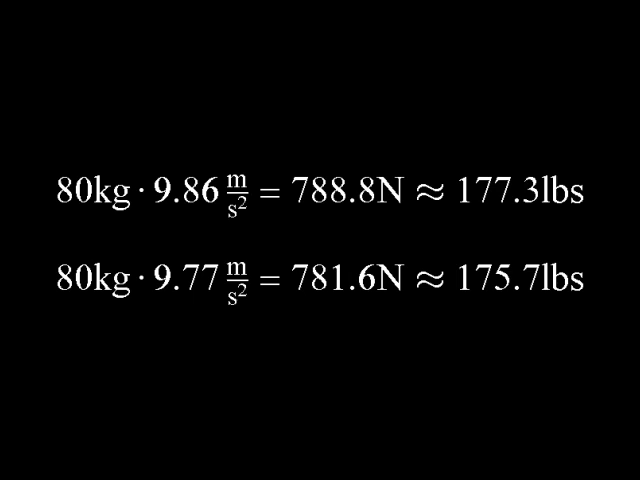 80kg · 9.86 m/s² = 788.8N ≈ 177.3lbs
80kg · 9.77 m/s² = 781.6N ≈ 175.7lbs